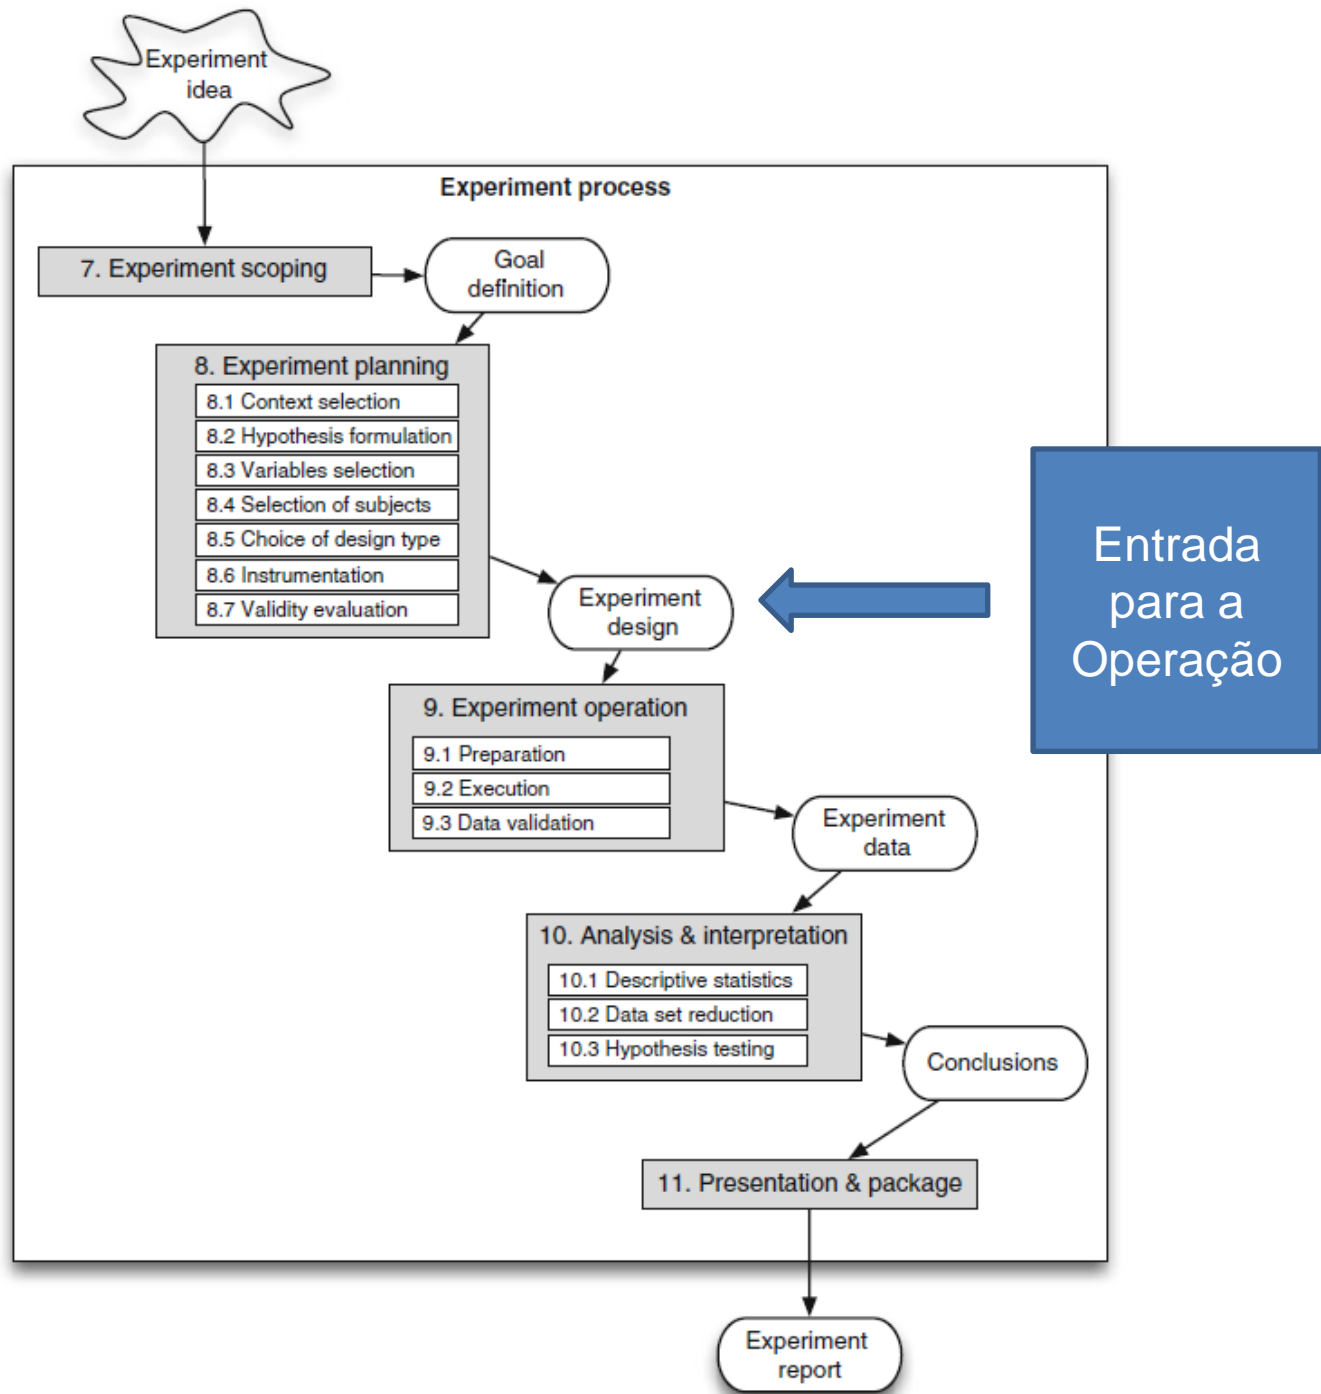 Experiment
idea
Experiment process
7. Experiment scoping
Goal
definition
8. Experiment planning
8.1 Context selection
8.2 Hypothesis formulation
8.3 Variables selection
8.4 Selection of subjects
8.5 Choice of design type
8.6 Instrumentation
8.7 Validity evaluation
Entrada
para a
Operação
Experiment
design
9. Experiment operation
9.1 Preparation
9.2 Execution
9.3 Data validation
Experiment
data
10. Analysis & interpretation
10.1 Descriptive statistics
10.2 Data set reduction
10.3 Hypothesis testing
Conclusions
11. Presentation & package
Experiment
report